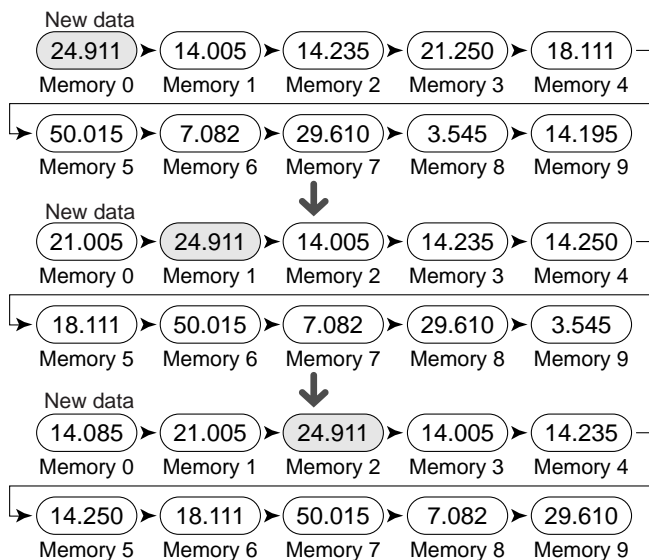 New data
24.911 14.005 14.235 21.250 18.111
Memory 0 Memory 1 Memory 2 Memory 3 Memory 4
50.015 7.082 29.610 3.545 14.195
Memory 5 Memory 6 Memory 7 Memory 8 Memory 9
New data
21.005 24.911 14.005 14.235 14.250
Memory 0 Memory 1 Memory 2 Memory 3 Memory 4
18.111 50.015 7.082 29.610 3.545
Memory 5 Memory 6 Memory 7 Memory 8 Memory 9
New data
14.085 21.005 24.911 14.005 14.235
Memory 0 Memory 1 Memory 2 Memory 3 Memory 4
14.250 18.111 50.015 7.082 29.610
Memory 5 Memory 6 Memory 7 Memory 8 Memory 9